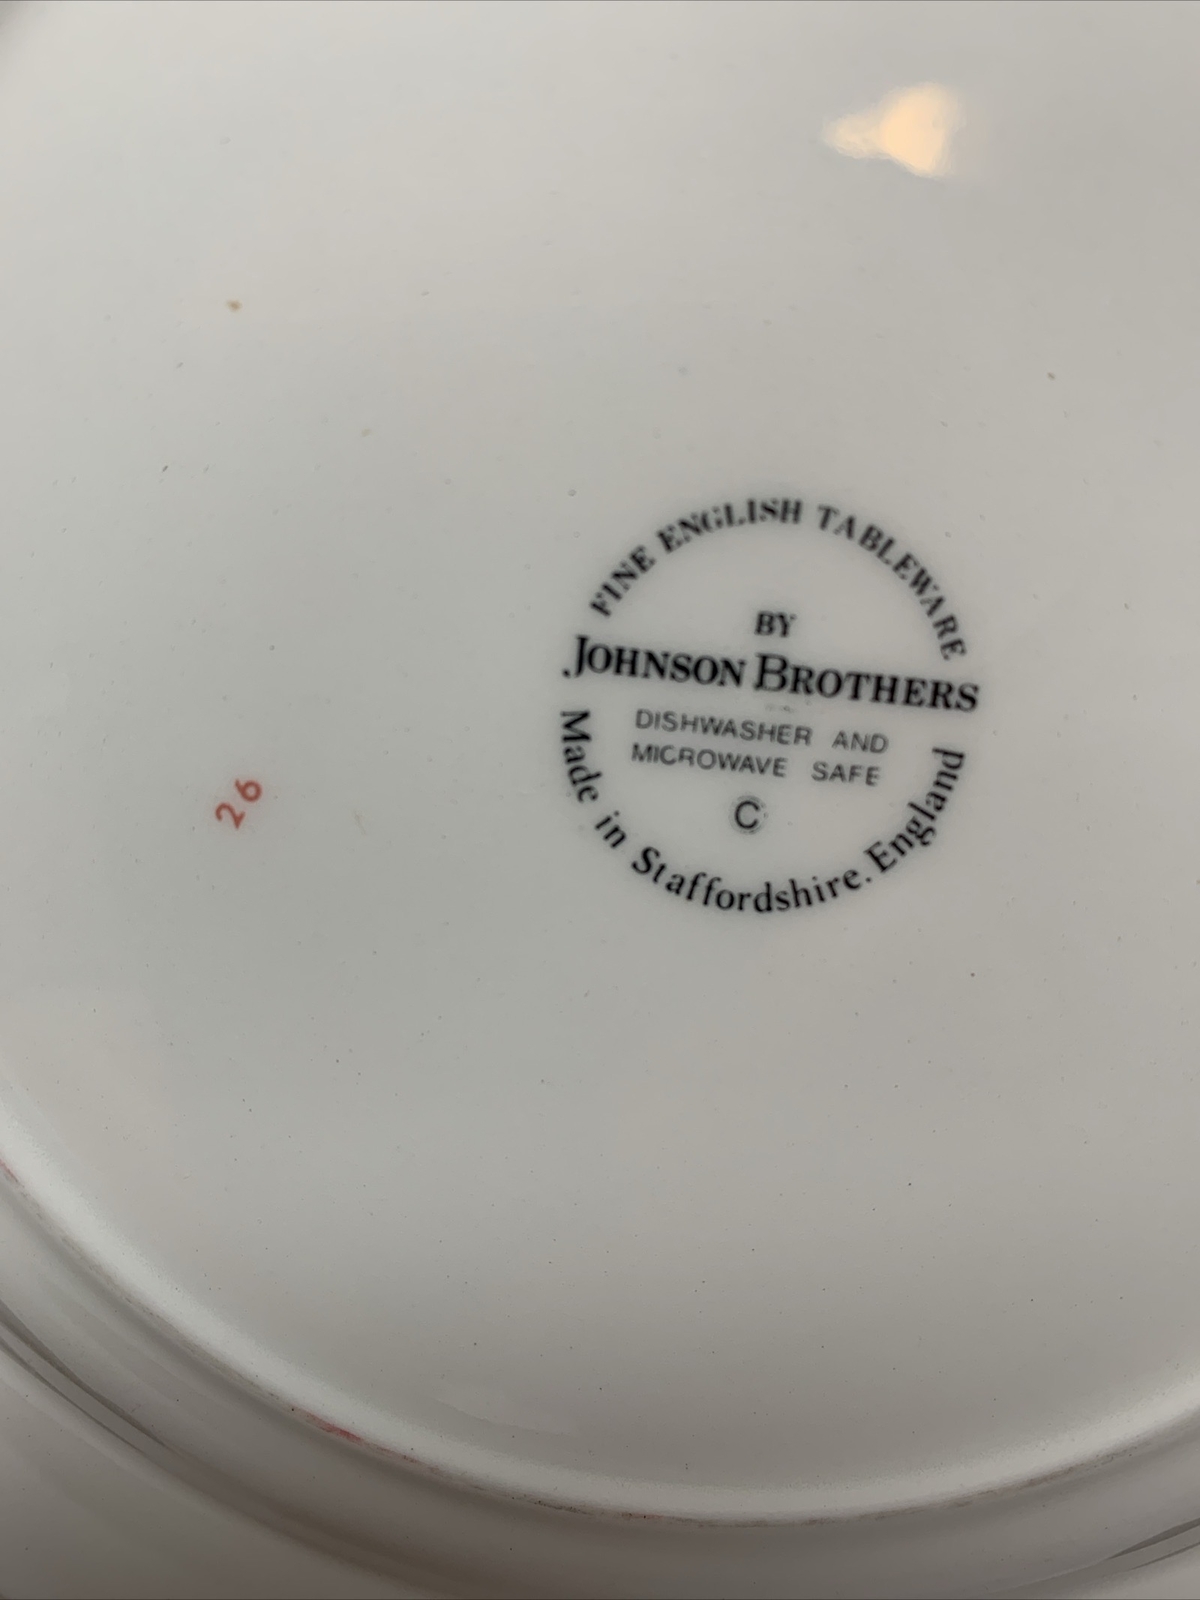 FINE ENGLISH TABLEWARE
BY
JOHNSON BROTHERS
DISHWASHER AND
MICROWAVE SAFE
C
Made in Staffordshire. England
26